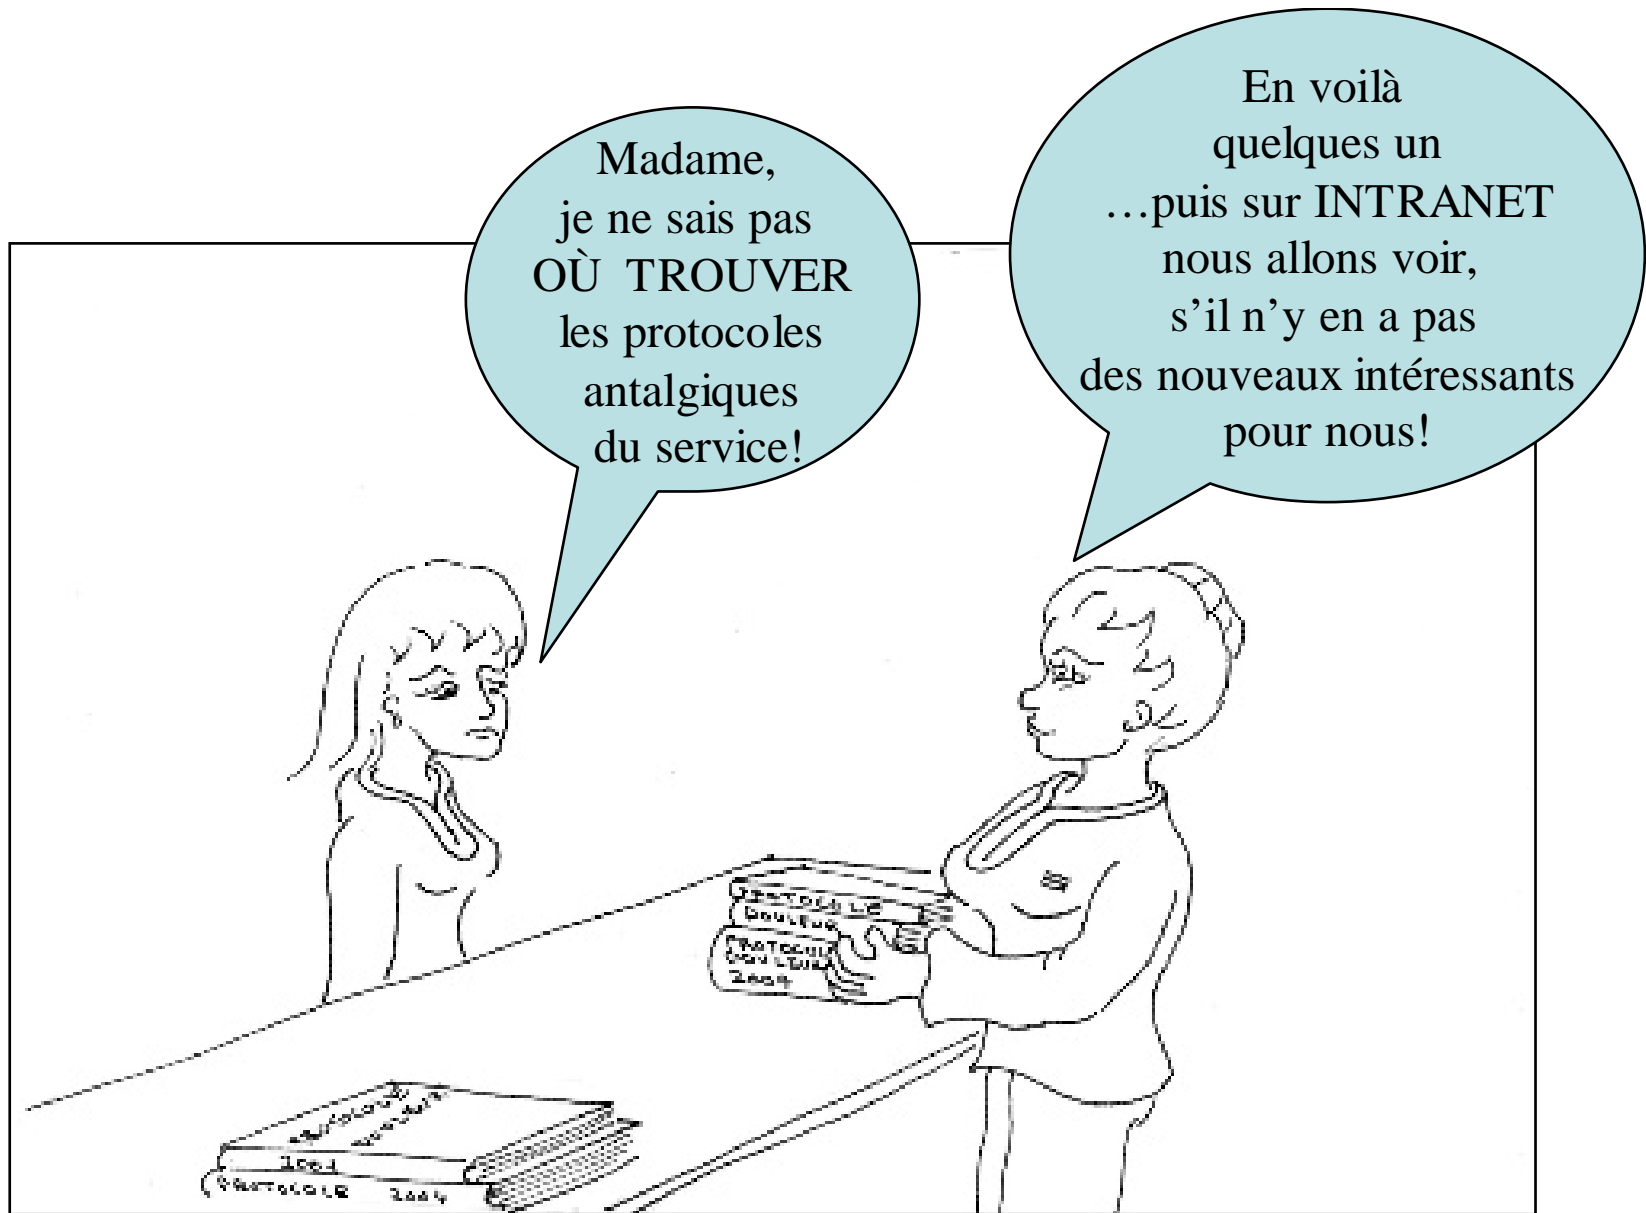 Madame,
je ne sais pas
OÙ TROUVER
les protocoles
antalgiques
du service!
En voilà
quelques un
…puis sur INTRANET
nous allons voir,
s’il n’y en a pas
des nouveaux intéressants
pour nous!
PROTOCOLE
DOULEUR
PROTOCOLE
DOULEUR
2004
PROTOCOLE
PROTOCOLE 2004